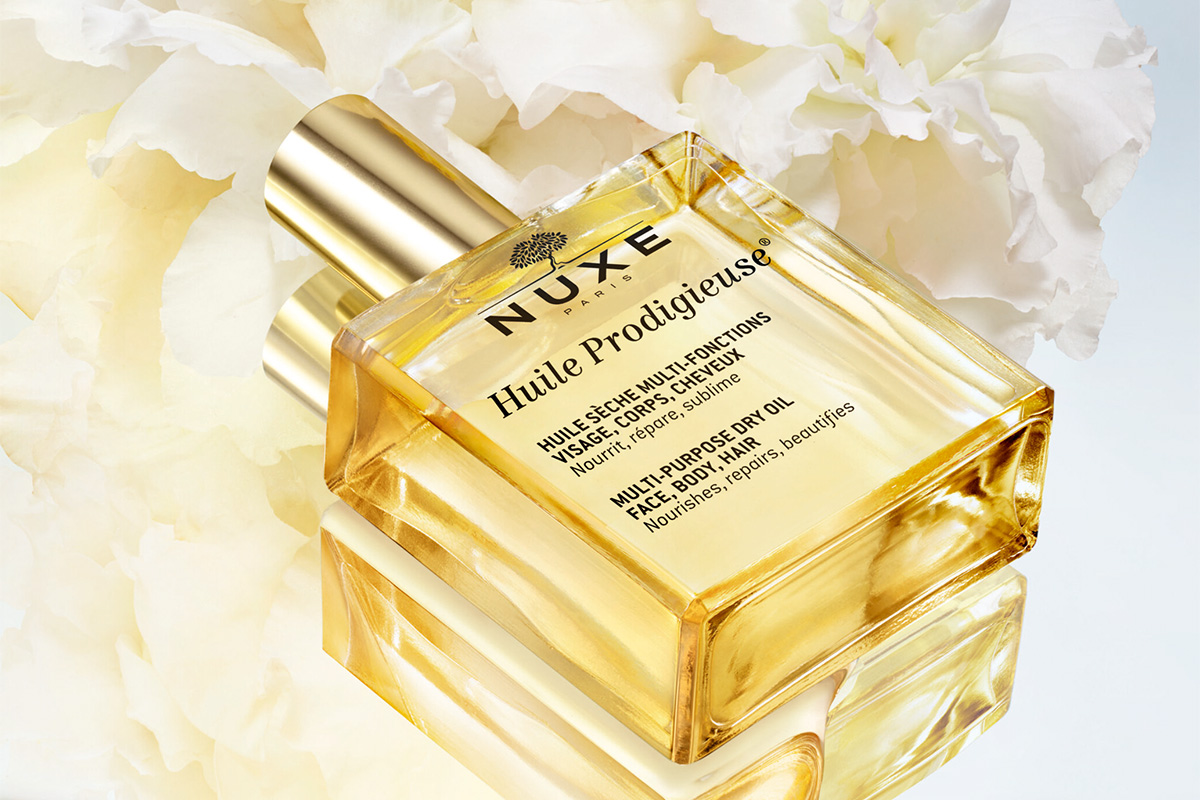 NUXE
PARIS
Huile Prodigieuse®
HUILE SÈCHE MULTI-FONCTIONS
VISAGE, CORPS, CHEVEUX
Nourrit, répare, sublime
MULTI-PURPOSE DRY OIL
FACE, BODY, HAIR
Nourishes, repairs, beautifies